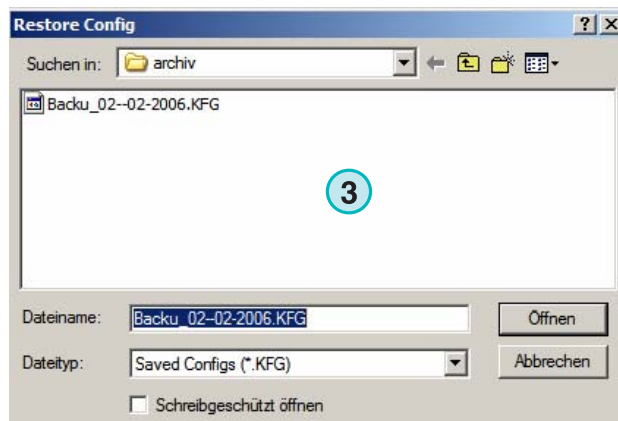 Restore Config
Suchen in: archiv
Backu_02--02-2006.KFG
3
Dateiname: Backu_02--02-2006.KFG Öffnen
Dateityp: Saved Configs (*.KFG) Abbrechen
Schreibgeschützt öffnen